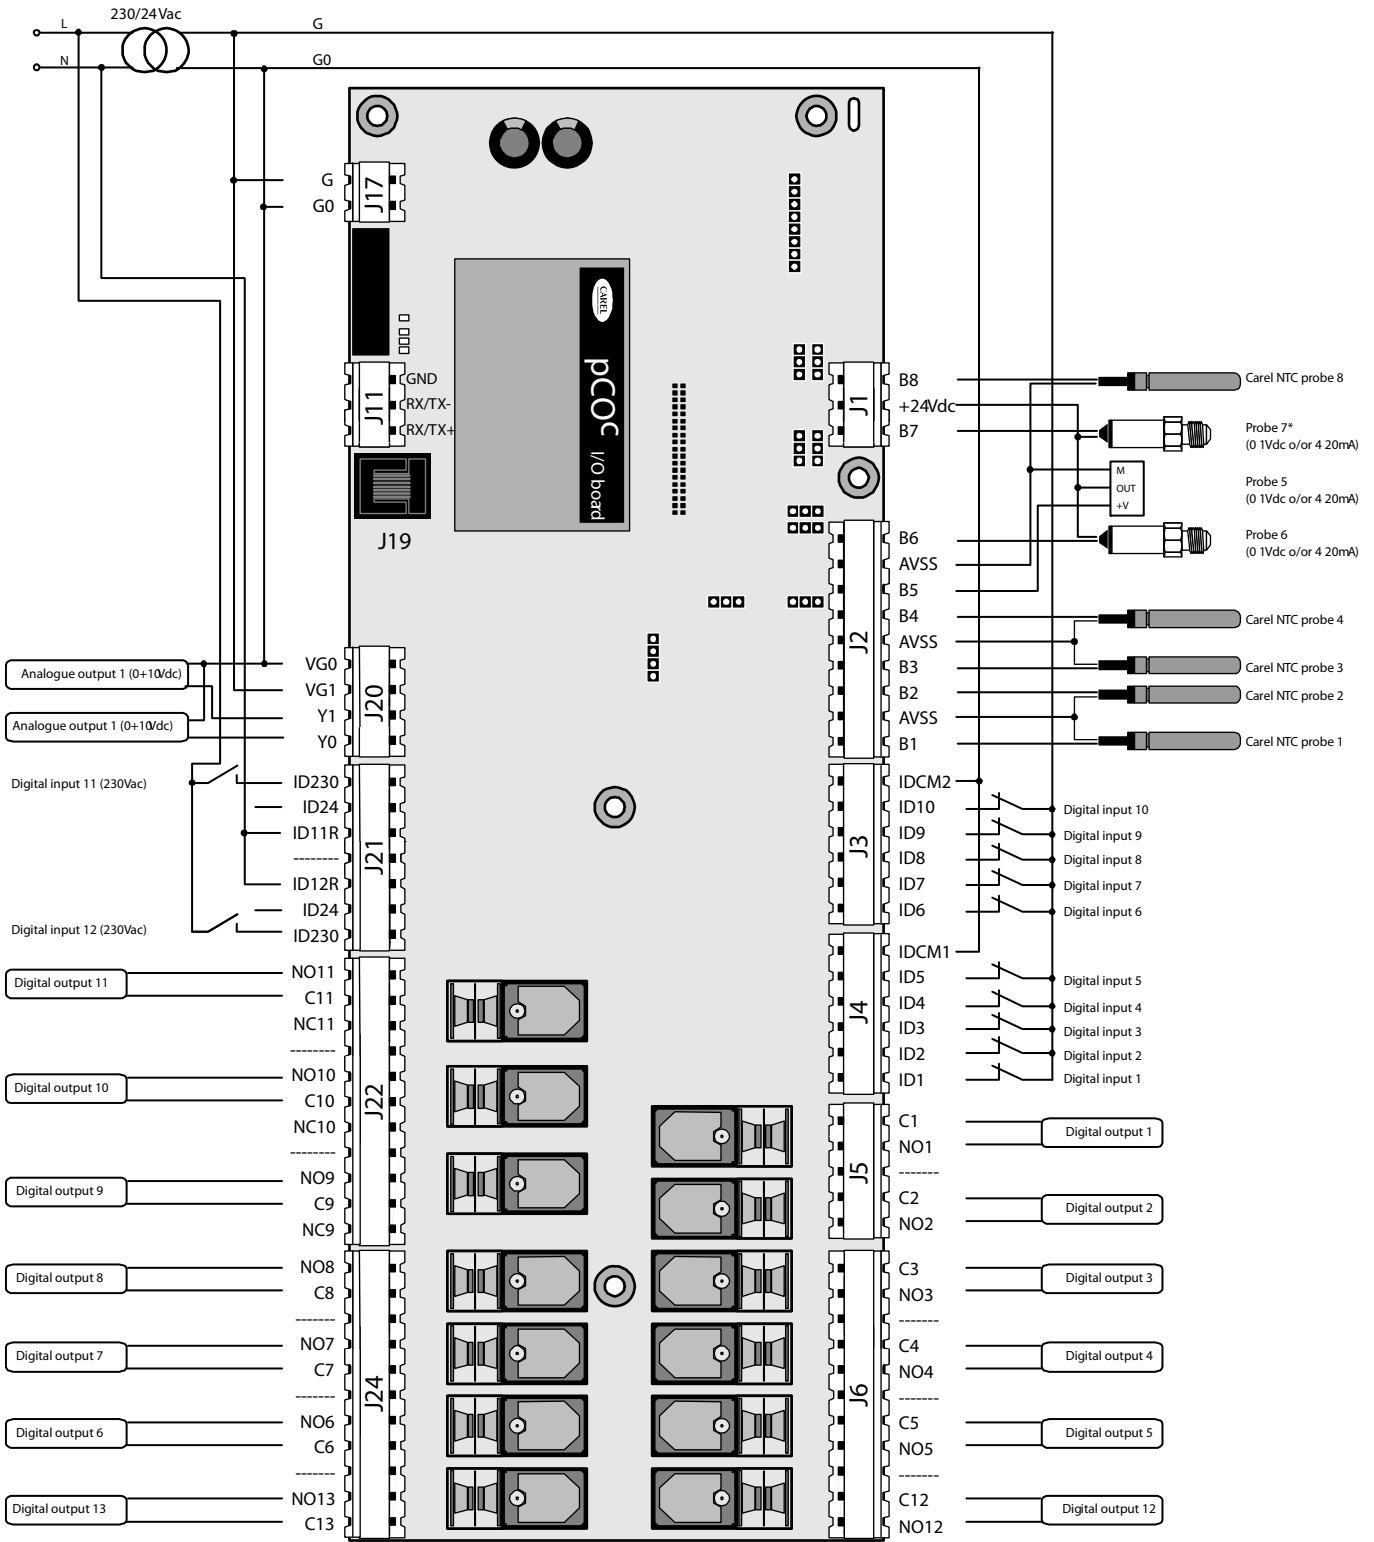 230/24 Vac
L
G
N
G0
G
G0
J17
CAREL
pCOC I/O board
J11
GND
RX/TX-
RX/TX+
J19
J1
B8
+24Vdc
B7
Carel NTC probe 8
Probe 7*
(0 1Vdc o/or 4 20mA)
M
OUT
+V
Probe 5
(0 1Vdc o/or 4 20mA)
Probe 6
(0 1Vdc o/or 4 20mA)
J2
B6
AVSS
B5
B4
AVSS
B3
B2
AVSS
B1
Carel NTC probe 4
Carel NTC probe 3
Carel NTC probe 2
Carel NTC probe 1
Analogue output 1 (0+10Vdc)
Analogue output 1 (0+10Vdc)
VG0
VG1
Y1
Y0
J20
Digital input 11 (230Vac)
Digital input 12 (230Vac)
ID230
ID24
ID11R
--------
ID12R
ID24
ID230
J21
J3
IDCM2
ID10
ID9
ID8
ID7
ID6
Digital input 10
Digital input 9
Digital input 8
Digital input 7
Digital input 6
J4
IDCM1
ID5
ID4
ID3
ID2
ID1
Digital input 5
Digital input 4
Digital input 3
Digital input 2
Digital input 1
Digital output 11
Digital output 10
Digital output 9
NO11
C11
NC11
--------
NO10
C10
NC10
--------
NO9
C9
NC9
J22
J5
C1
NO1
-------
C2
NO2
Digital output 1
Digital output 2
Digital output 8
Digital output 7
Digital output 6
Digital output 13
NO8
C8
-------
NO7
C7
-------
NO6
C6
-------
NO13
C13
J24
J6
C3
NO3
-------
C4
NO4
-------
C5
NO5
-------
C12
NO12
Digital output 3
Digital output 4
Digital output 5
Digital output 12